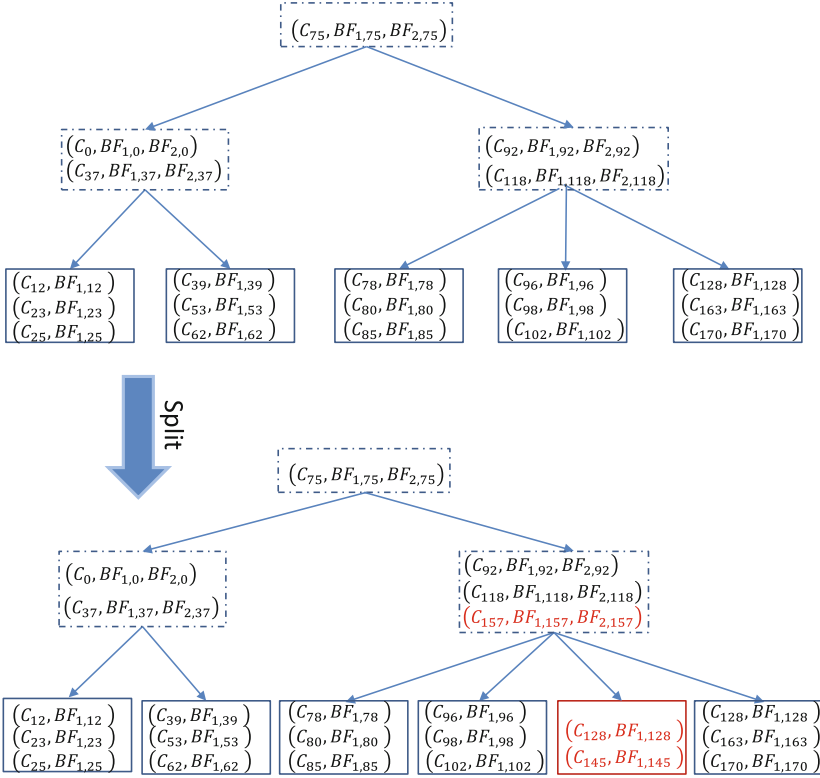 (C₇₅, BF₁,₇₅, BF₂,₇₅)
(C₀, BF₁,₀, BF₂,₀)
(C₃₇, BF₁,₃₇, BF₂,₃₇)
(C₉₂, BF₁,₉₂, BF₂,₉₂)
(C₁₁₈, BF₁,₁₁₈, BF₂,₁₁₈)
(C₁₂, BF₁,₁₂)
(C₂₃, BF₁,₂₃)
(C₂₅, BF₁,₂₅)
(C₃₉, BF₁,₃₉)
(C₅₃, BF₁,₅₃)
(C₆₂, BF₁,₆₂)
(C₇₈, BF₁,₇₈)
(C₈₀, BF₁,₈₀)
(C₈₅, BF₁,₈₅)
(C₉₆, BF₁,₉₆)
(C₉₈, BF₁,₉₈)
(C₁₀₂, BF₁,₁₀₂)
(C₁₂₈, BF₁,₁₂₈)
(C₁₆₃, BF₁,₁₆₃)
(C₁₇₀, BF₁,₁₇₀)
Split
(C₇₅, BF₁,₇₅, BF₂,₇₅)
(C₀, BF₁,₀, BF₂,₀)
(C₃₇, BF₁,₃₇, BF₂,₃₇)
(C₉₂, BF₁,₉₂, BF₂,₉₂)
(C₁₁₈, BF₁,₁₁₈, BF₂,₁₁₈)
(C₁₅₇, BF₁,₁₅₇, BF₂,₁₅₇)
(C₁₂, BF₁,₁₂)
(C₂₃, BF₁,₂₃)
(C₂₅, BF₁,₂₅)
(C₃₉, BF₁,₃₉)
(C₅₃, BF₁,₅₃)
(C₆₂, BF₁,₆₂)
(C₇₈, BF₁,₇₈)
(C₈₀, BF₁,₈₀)
(C₈₅, BF₁,₈₅)
(C₉₆, BF₁,₉₆)
(C₉₈, BF₁,₉₈)
(C₁₀₂, BF₁,₁₀₂)
(C₁₂₈, BF₁,₁₂₈)
(C₁₄₅, BF₁,₁₄₅)
(C₁₂₈, BF₁,₁₂₈)
(C₁₆₃, BF₁,₁₆₃)
(C₁₇₀, BF₁,₁₇₀)